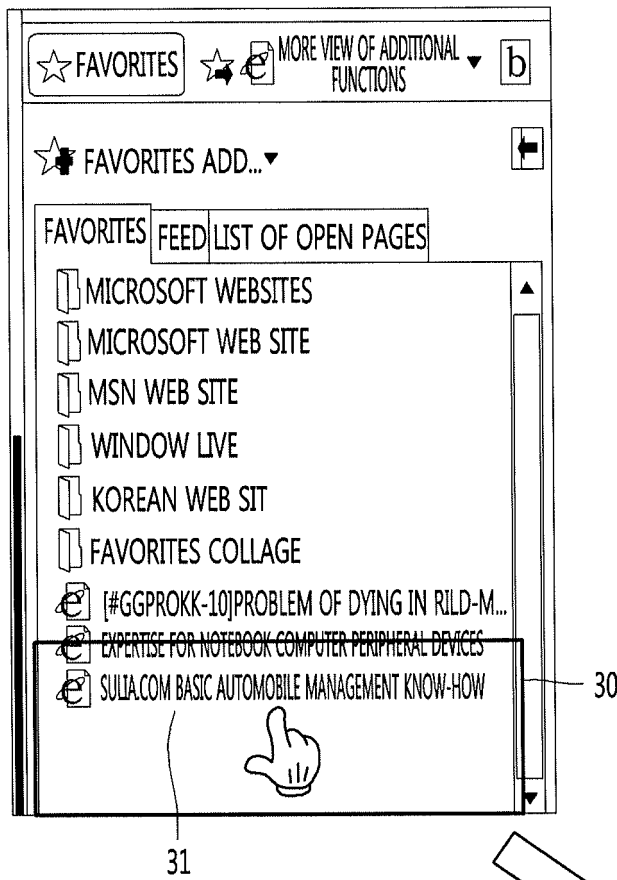 FAVORITES
MORE VIEW OF ADDITIONAL
FUNCTIONS
b
FAVORITES ADD...
FAVORITES FEED LIST OF OPEN PAGES
MICROSOFT WEBSITES
MICROSOFT WEB SITE
MSN WEB SITE
WINDOW LIVE
KOREAN WEB SIT
FAVORITES COLLAGE
[#GGPROKK-10]PROBLEM OF DYING IN RILD-M...
EXPERTISE FOR NOTEBOOK COMPUTER PERIPHERAL DEVICES
SULIA.COM BASIC AUTOMOBILE MANAGEMENT KNOW-HOW
30
31